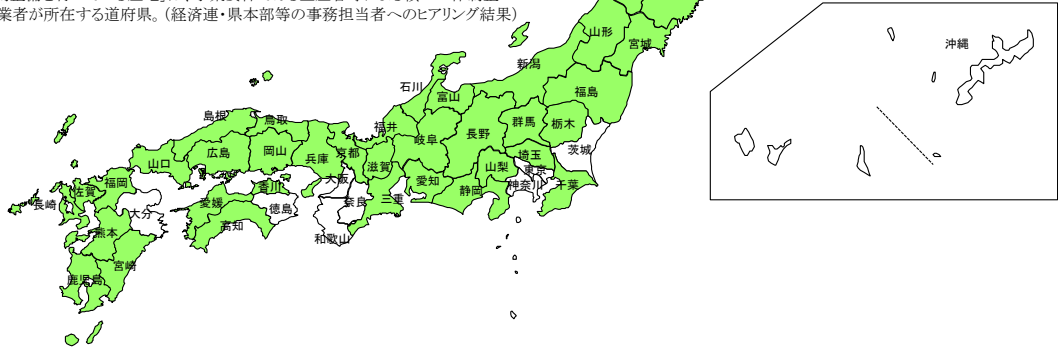 業者が所在する道府県。（経済連・県本部等の事務担当者へのヒアリング結果）
山形
宮城
沖縄
新潟
石川
富山
福島
島根
鳥取
福井
長野
群馬
栃木
岐阜
茨城
山口
広島
岡山
兵庫
京都
滋賀
埼玉
山梨
東京
福岡
佐賀
香川
大阪
愛知
静岡
神奈川
千葉
長崎
大分
愛媛
徳島
奈良
三重
高知
熊本
和歌山
宮崎
鹿児島